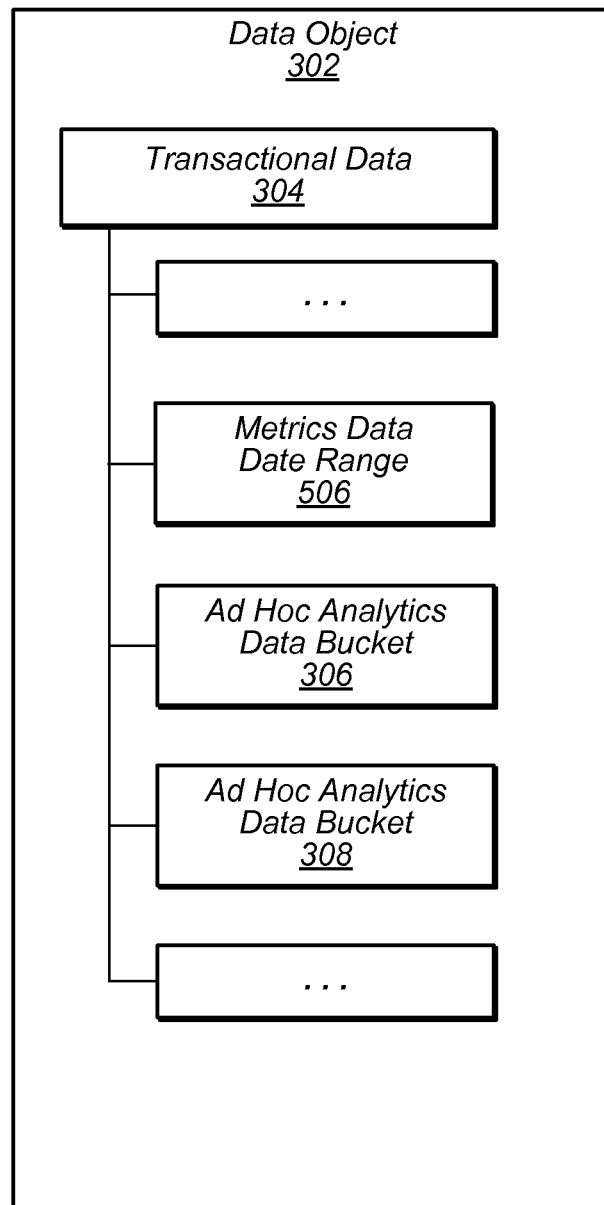 Data Object
302
Transactional Data
304
. . .
Metrics Data
Date Range
506
Ad Hoc Analytics
Data Bucket
306
Ad Hoc Analytics
Data Bucket
308
. . .